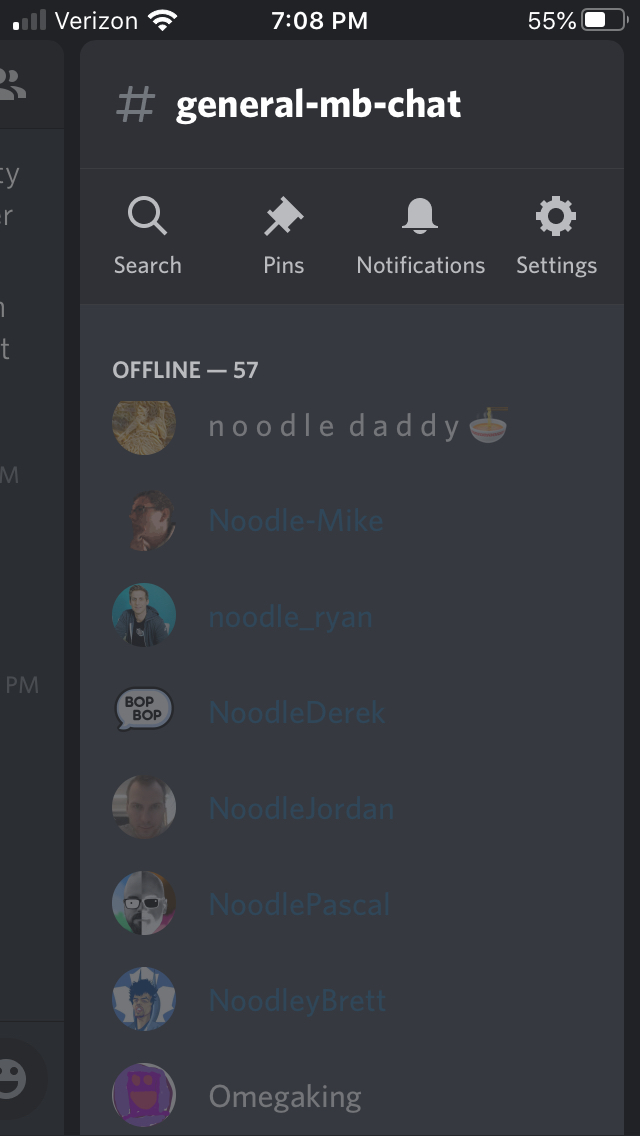 Verizon 7:08 PM 55%
# general-mb-chat
Search Pins Notifications Settings
ty
er
n
t
M
PM
OFFLINE — 57
n o o d l e d a d d y 🍜
Noodle-Mike
noodle_ryan
BOP
BOP
NoodleDerek
NoodleJordan
NoodlePascal
NoodleyBrett
Omegaking